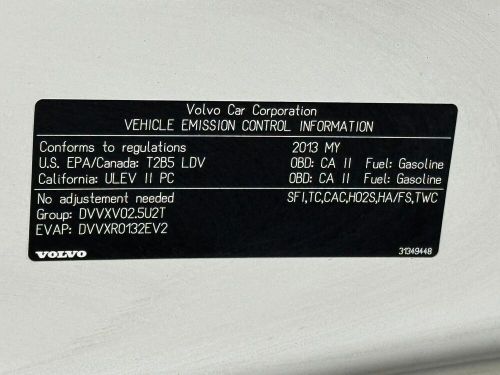 Volvo Car Corporation
VEHICLE EMISSION CONTROL INFORMATION
Conforms to regulations 2013 MY
U.S. EPA/Canada: T2B5 LDV OBD: CA II Fuel: Gasoline
California: ULEV II PC OBD: CA II Fuel: Gasoline
No adjustement needed SFI,TC,CAC,HO2S,HA/FS,TWC
Group: DVVXV02.5U2T
EVAP: DVVXR0132EV2
VOLVO 31349448